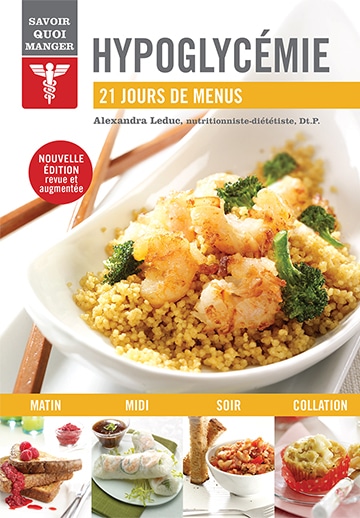 SAVOIR
QUOI
MANGER
HYPOGLYCÉMIE
21 JOURS DE MENUS
Alexandra Leduc, nutritionniste-diététiste, Dt.P.
NOUVELLE
ÉDITION
revue et
augmentée
MATIN
MIDI
SOIR
COLLATION